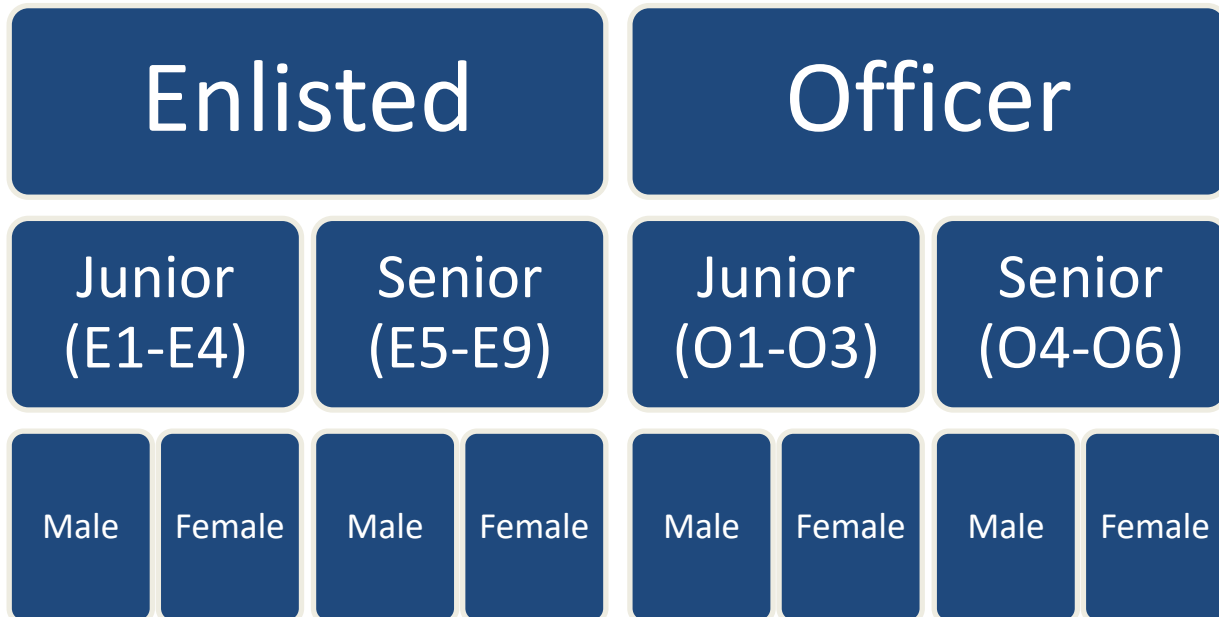 Enlisted
Officer
Junior
(E1-E4)
Senior
(E5-E9)
Junior
(O1-O3)
Senior
(O4-O6)
Male
Female
Male
Female
Male
Female
Male
Female